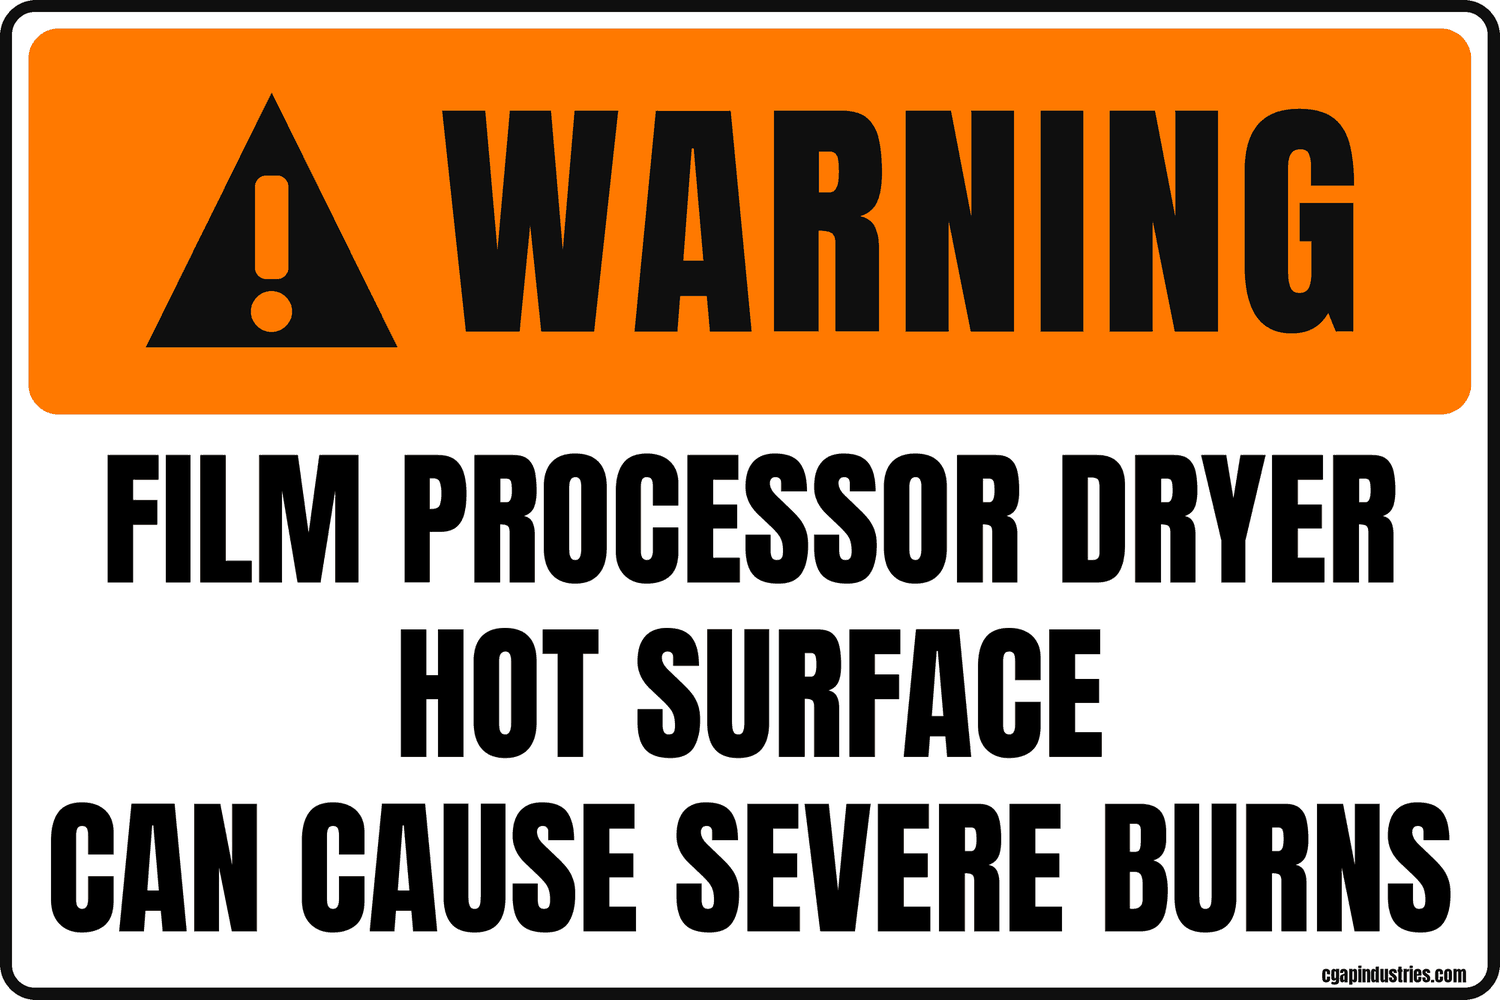 WARNING
FILM PROCESSOR DRYER
HOT SURFACE
CAN CAUSE SEVERE BURNS
cgapindustries.com